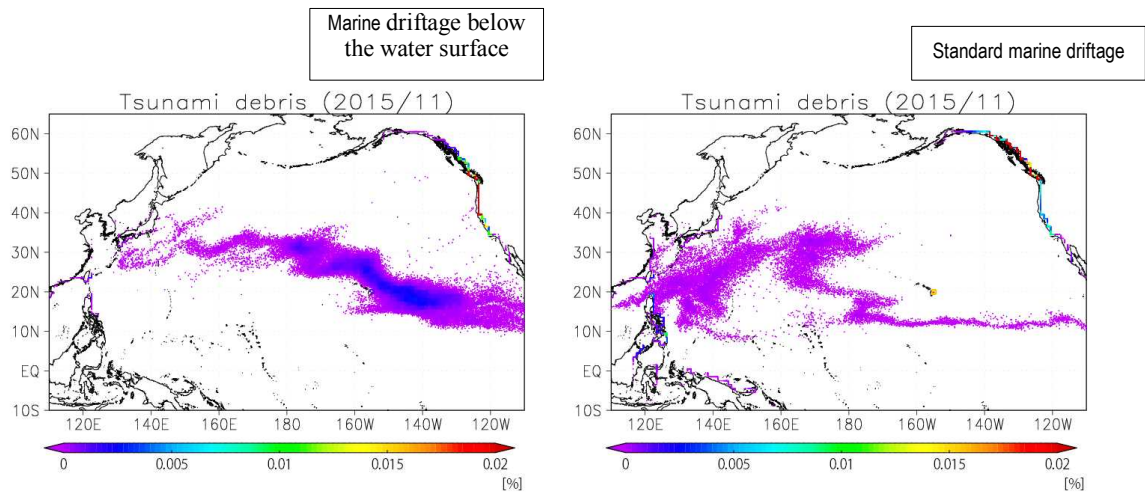 Marine driftage below
the water surface
Standard marine driftage
Tsunami debris (2015/11)
60N
50N
40N
30N
20N
10N
EQ
10S
120E 140E 160E 180 160W 140W 120W
0 0.005 0.01 0.015 0.02
[%]
Tsunami debris (2015/11)
60N
50N
40N
30N
20N
10N
EQ
10S
120E 140E 160E 180 160W 140W 120W
0 0.005 0.01 0.015 0.02
[%]